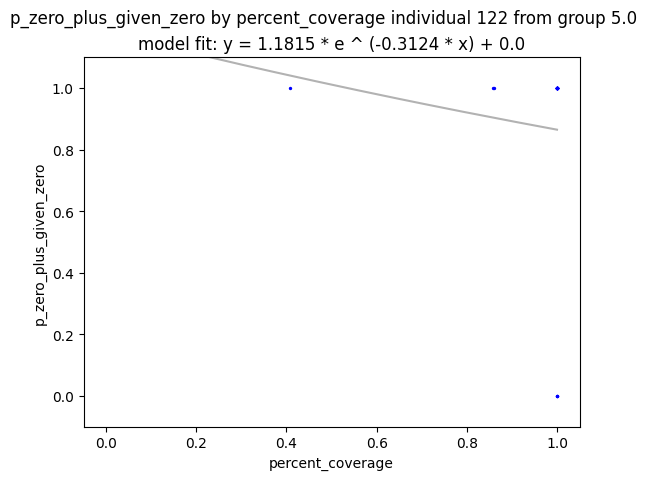 p_zero_plus_given_zero by percent_coverage individual 122 from group 5.0
model fit: y = 1.1815 * e ^ (-0.3124 * x) + 0.0
1.0
0.8
0.6
0.4
0.2
0.0
p_zero_plus_given_zero
0.0 0.2 0.4 0.6 0.8 1.0
percent_coverage